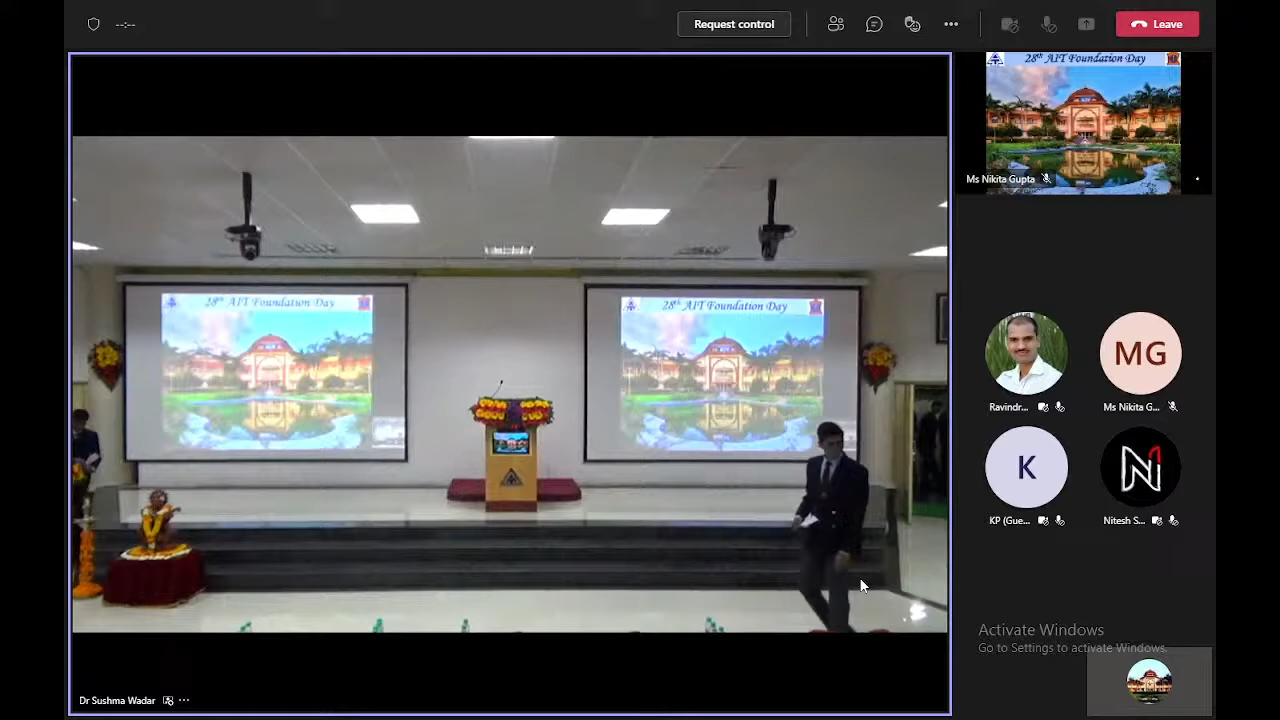 --:--
Request control
Leave
28th AIT Foundation Day
Ms Nikita Gupta
28th AIT Foundation Day
28th AIT Foundation Day
Ravindr...
MG
Ms Nikita G...
K
KP (Gue...
N1
Nitesh S...
Activate Windows
Go to Settings to activate Windows.
Dr Sushma Wadar